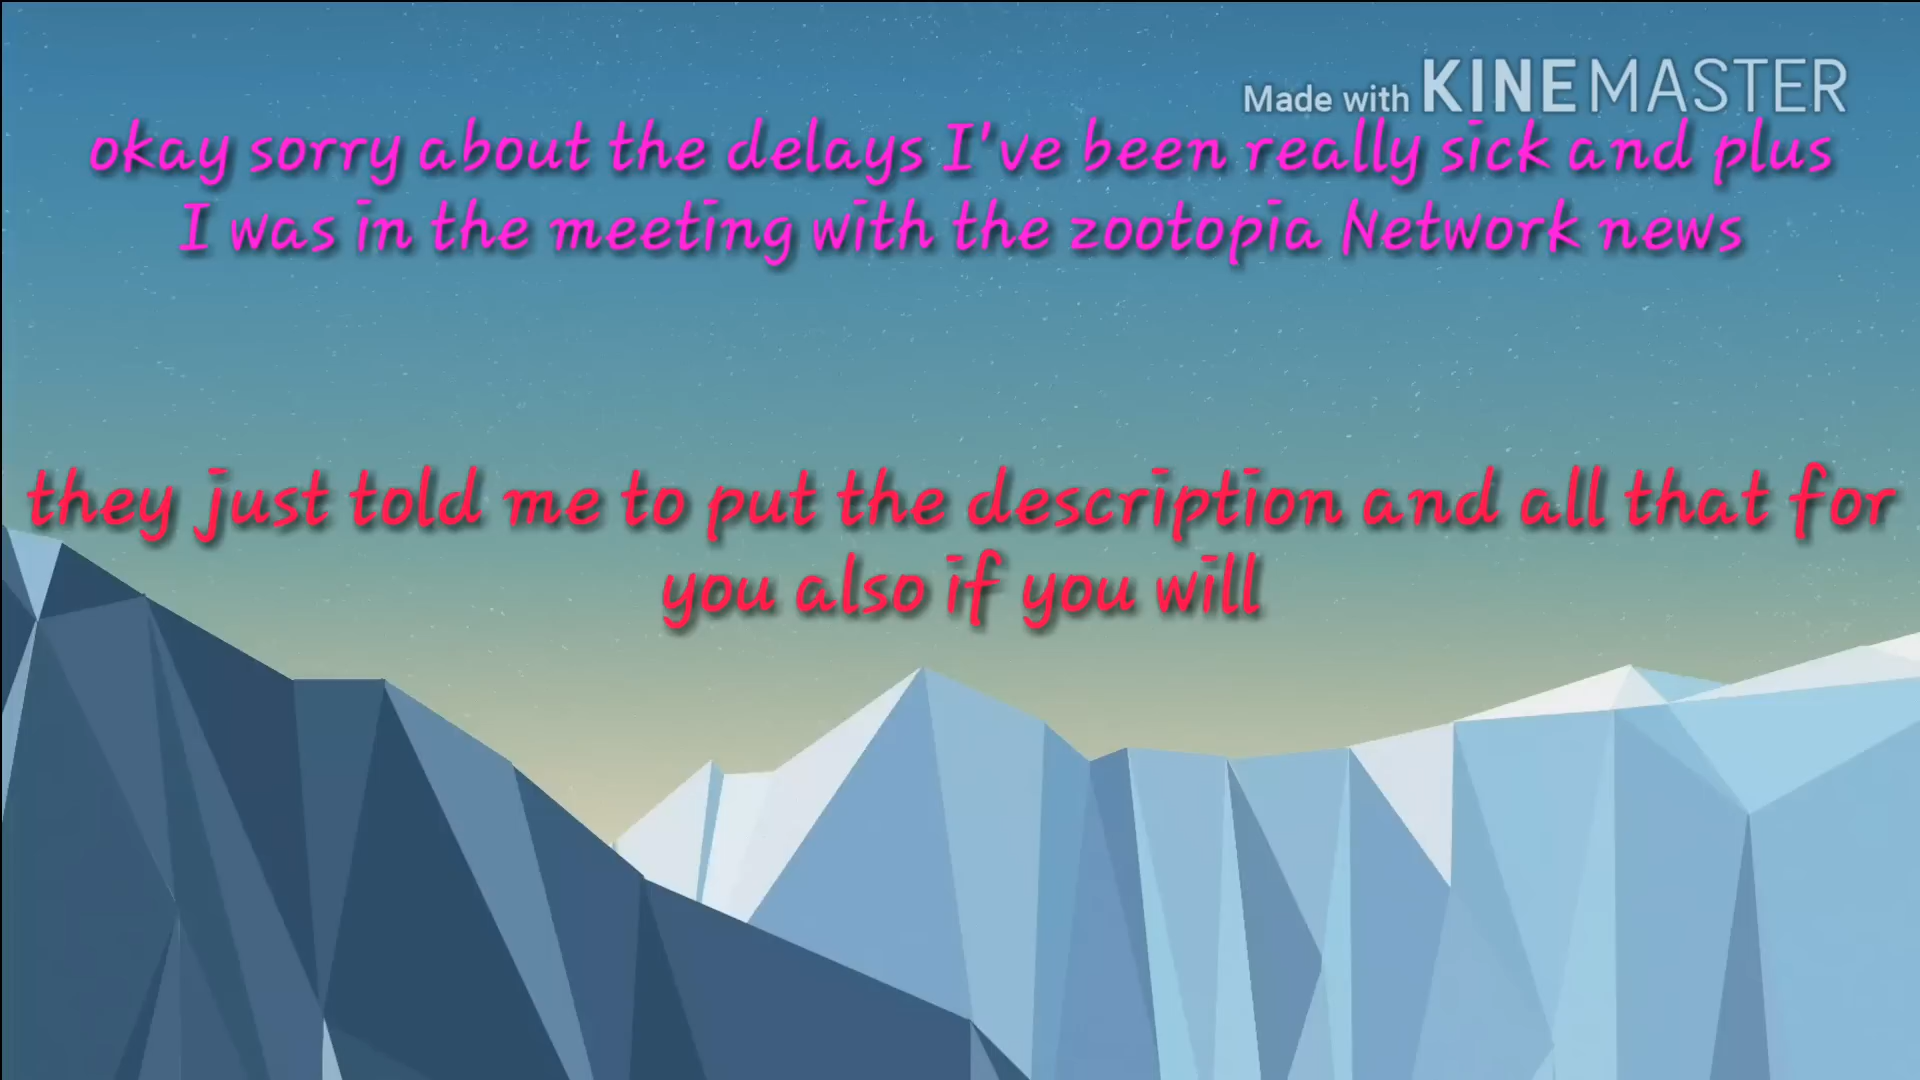 Made with KINEMASTER
okay sorry about the delays I've been really sick and plus
I was in the meeting with the zootopia Network news
they just told me to put the description and all that for
you also if you will